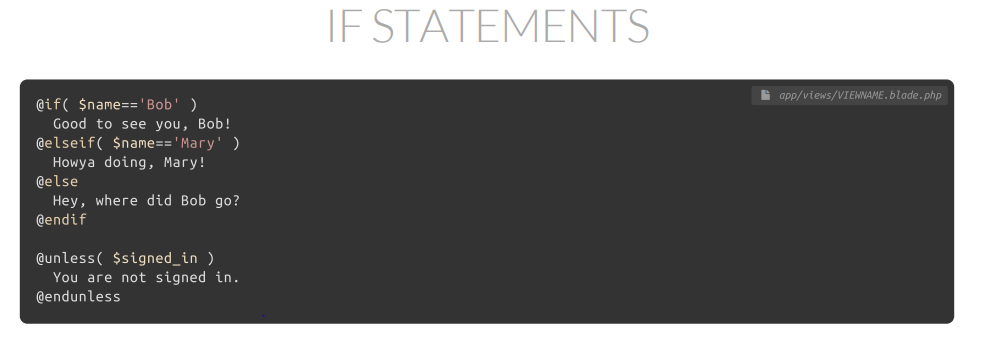 IF STATEMENTS
app/views/VIEWNAME.blade.php
@if( $name=='Bob' )
  Good to see you, Bob!
@elseif( $name=='Mary' )
  Howya doing, Mary!
@else
  Hey, where did Bob go?
@endif

@unless( $signed_in )
  You are not signed in.
@endunless